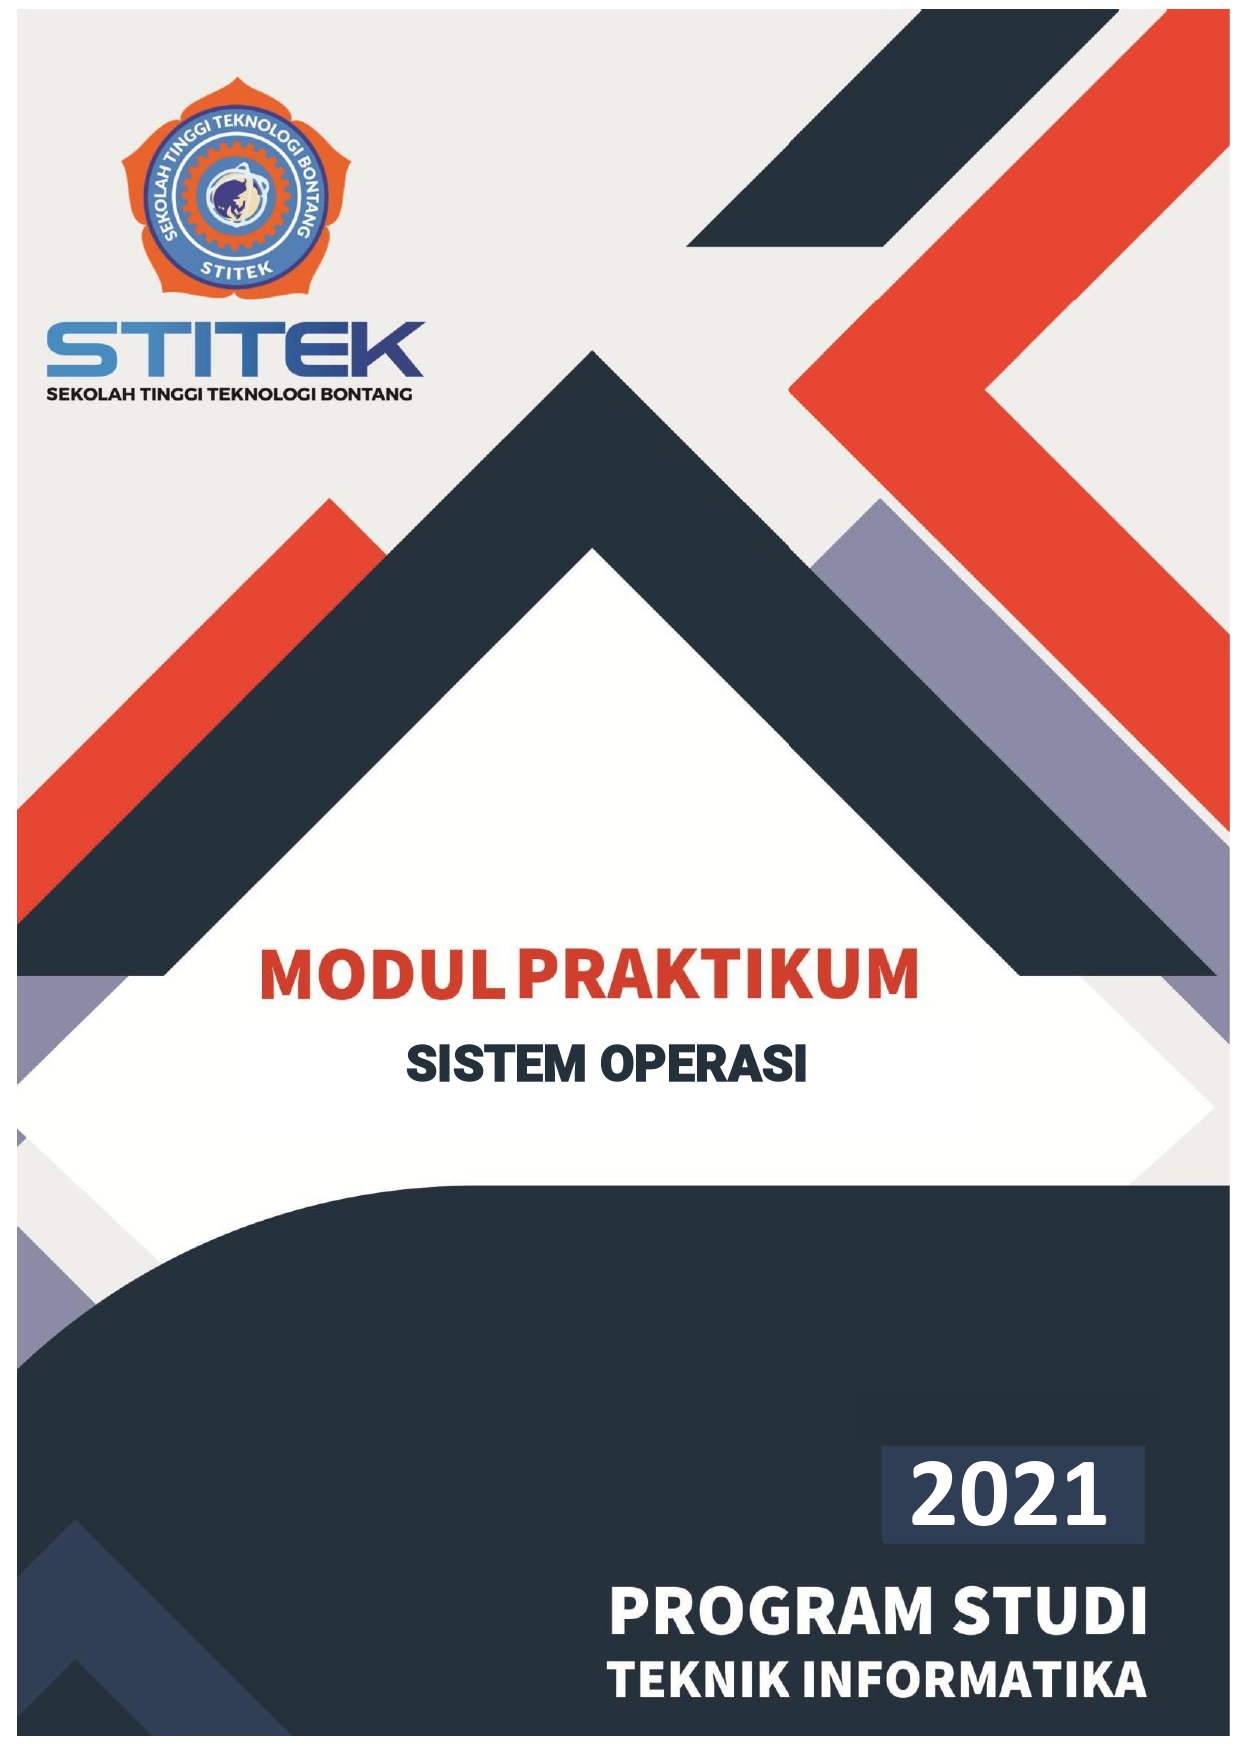 SEKOLAH TINGGI TEKNOLOGI BONTANG
STITEK
STITEK
SEKOLAH TINGGI TEKNOLOGI BONTANG
MODUL PRAKTIKUM
SISTEM OPERASI
2021
PROGRAM STUDI
TEKNIK INFORMATIKA